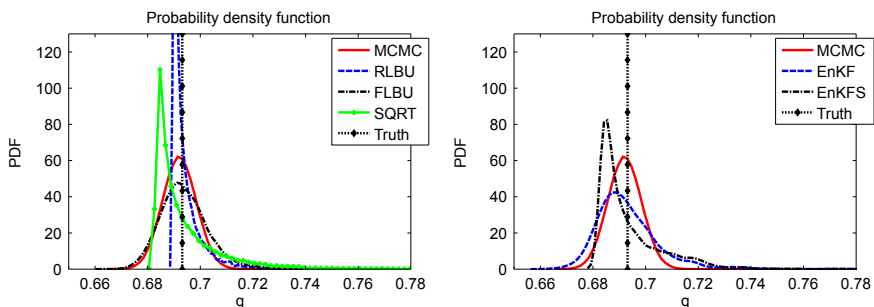 Probability density function
120
100
80
60
40
20
0
PDF
0.66
0.68
0.7
0.72
0.74
0.76
0.78
q
MCMC
RLBU
FLBU
SQRT
Truth
Probability density function
120
100
80
60
40
20
0
PDF
0.66
0.68
0.7
0.72
0.74
0.76
0.78
q
MCMC
EnKF
EnKFS
Truth